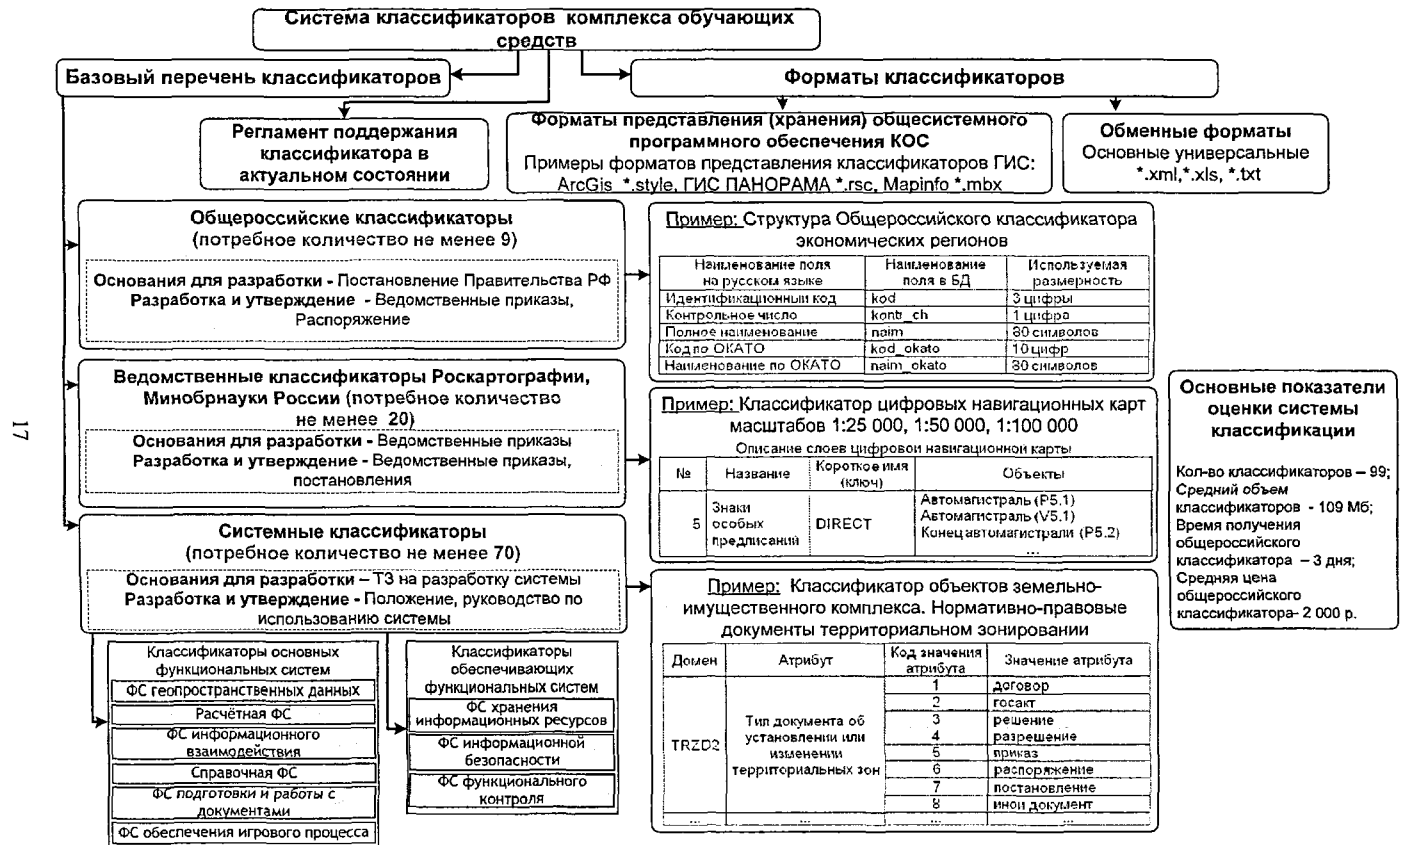 Система классификаторов комплекса обучающих
средств
Базовый перечень классификаторов
Форматы классификаторов
Регламент поддержания
классификатора в
актуальном состоянии
Форматы представления (хранения) общесистемного
программного обеспечения КОС
Примеры форматов представления классификаторов ГИС:
ArcGis *.style, ГИС ПАНОРАМА *.rsc, Mapinfo *.mbx
Обменные форматы
Основные универсальные
*.xml,*.xls, *.txt
Общероссийские классификаторы
(потребное количество не менее 9)
Основания для разработки - Постановление Правительства РФ
Разработка и утверждение - Ведомственные приказы,
Распоряжение
Пример: Структура Общероссийского классификатора
экономических регионов
Наименование поля
на русском языке
Наименование
поля в БД
Используемая
размерность
Идентификационный код kod 3 цифры
Контрольное число kontr_ch 1 цифра
Полное наименование naim 80 символов
Код по ОКАТО kod_okato 10 цифр
Наименование по ОКАТО naim_okato 80 символов
Ведомственные классификаторы Роскартографии,
Минобрнауки России (потребное количество
не менее 20)
Основания для разработки - Ведомственные приказы
Разработка и утверждение - Ведомственные приказы,
постановления
Пример: Классификатор цифровых навигационных карт
масштабов 1:25 000, 1:50 000, 1:100 000
Описание слоев цифровой навигационной карты
№ Название
Короткое имя
(ключ)
Объекты
5
Знаки
особых
предписаний
DIRECT
Автомагистраль (P5.1)
Автомагистраль (V5.1)
Конец автомагистрали (P5.2)
...
Основные показатели
оценки системы
классификации
Кол-во классификаторов – 99;
Средний объем
классификаторов - 109 Мб;
Время получения
общероссийского
классификатора – 3 дня;
Средняя цена
общероссийского
классификатора- 2 000 р.
17
Системные классификаторы
(потребное количество не менее 70)
Основания для разработки – ТЗ на разработку системы
Разработка и утверждение - Положение, руководство по
использованию системы
Пример: Классификатор объектов земельно-
имущественного комплекса. Нормативно-правовые
документы территориальном зонировании
Домен Атрибут
Код значения
атрибута
Значение атрибута
TRZD2
Тип документа об
установлении или
изменении
территориальных зон
1 договор
2 госакт
3 решение
4 разрешение
5 приказ
6 распоряжение
7 постановление
8 иной документ
... ... ... ...
Классификаторы основных
функциональных систем
ФС геопространственных данных
Расчётная ФС
ФС информационного
взаимодействия
Справочная ФС
ФС подготовки и работы с
документами
ФС обеспечения игрового процесса
Классификаторы
обеспечивающих
функциональных систем
ФС хранения
информационных ресурсов
ФС информационной
безопасности
ФС функционального
контроля